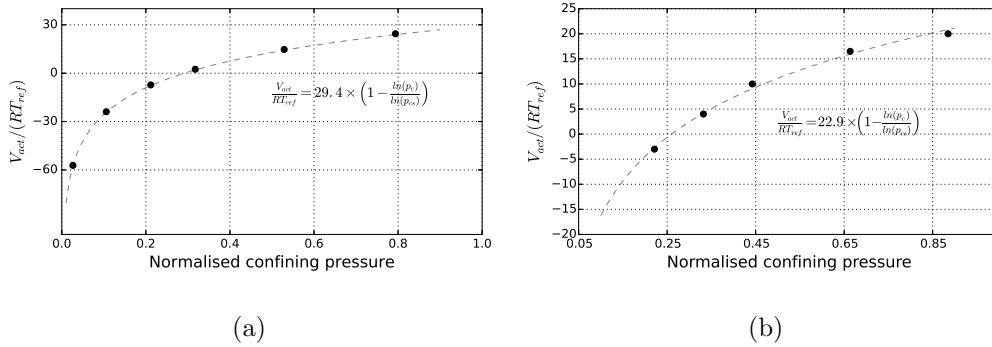 30
0
−30
−60
V_act/(RT_ref)
V_act/RT_ref = 29.4 × (1 − ln(p_c)/ln(p_cs))
0.0 0.2 0.4 0.6 0.8 1.0
Normalised confining pressure
(a)
25
20
15
10
5
0
−5
−10
−15
−20
V_act/(RT_ref)
V_act/RT_ref = 22.9 × (1 − ln(p_c)/ln(p_cs))
0.05 0.25 0.45 0.65 0.85
Normalised confining pressure
(b)